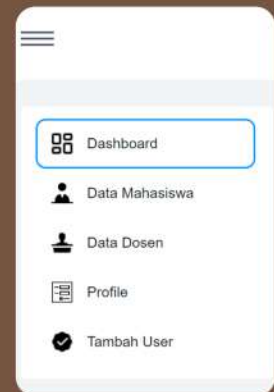 Dashboard
Data Mahasiswa
Data Dosen
Profile
Tambah User